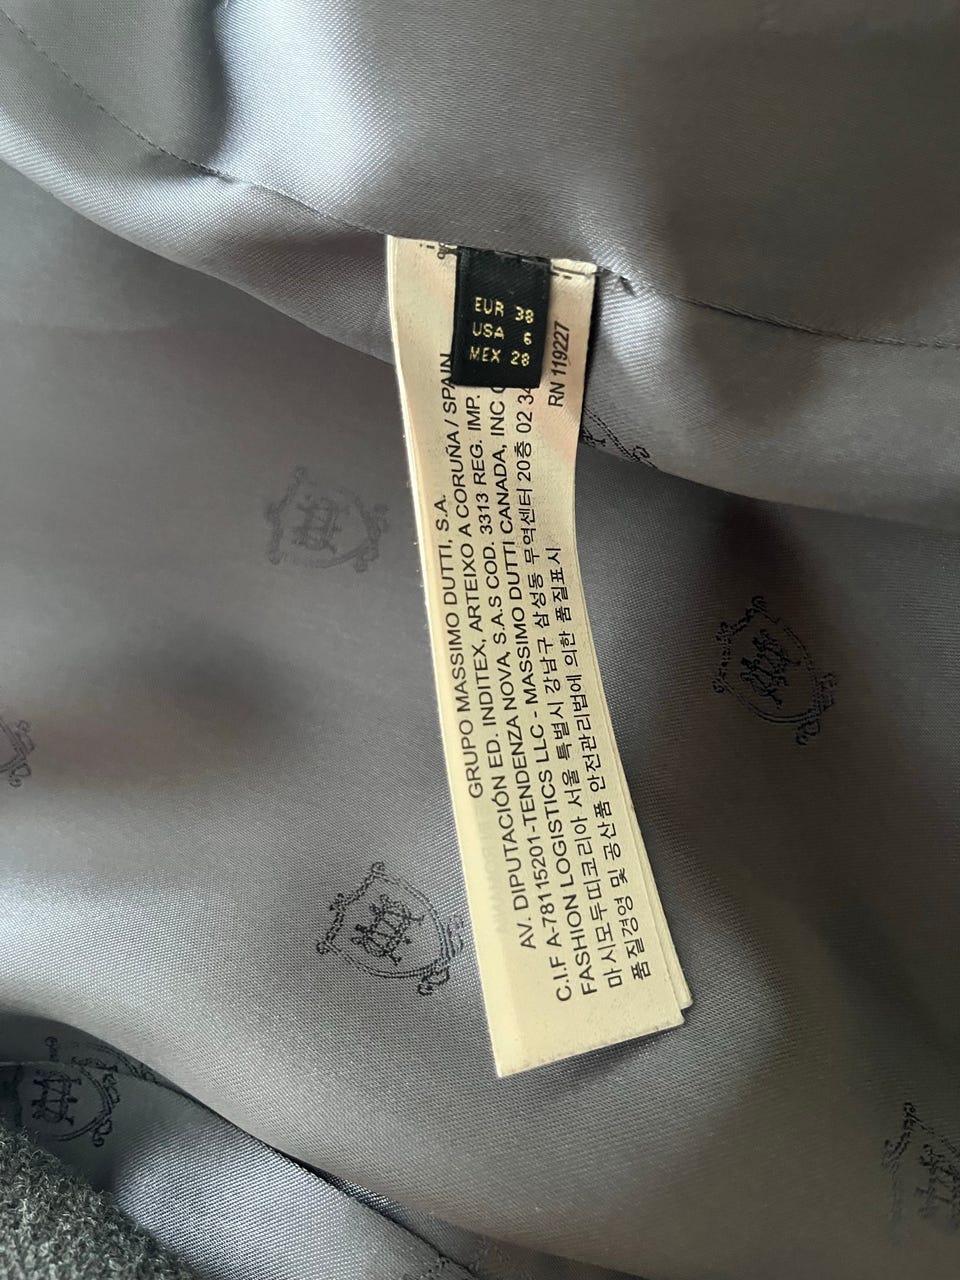 EUR 38
USA 6
MEX 28
RN 119227
GRUPO MASSIMO DUTTI, S.A.
AV. DIPUTACIÓN ED. INDITEX, ARTEIXO A CORUÑA / SPAIN
C.I.F A-78115201-TENDENZA NOVA, S.A.S COD. 3313 REG. IMP.
FASHION LOGISTICS LLC - MASSIMO DUTTI CANADA, INC
마시모두띠코리아 서울 특별시 강남구 삼성동 무역센터 20층 02 34
품질경영 및 공산품 안전관리법에 의한 품질표시